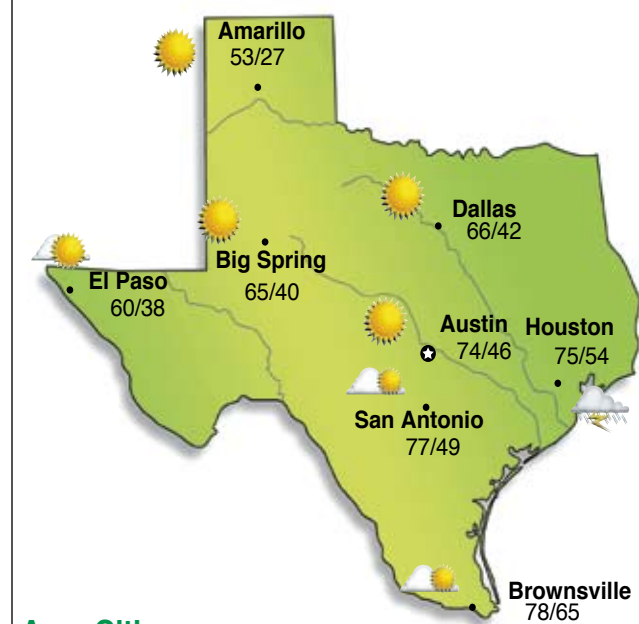 Amarillo
53/27
Dallas
66/42
Big Spring
65/40
El Paso
60/38
Austin
74/46
Houston
75/54
San Antonio
77/49
Brownsville
78/65